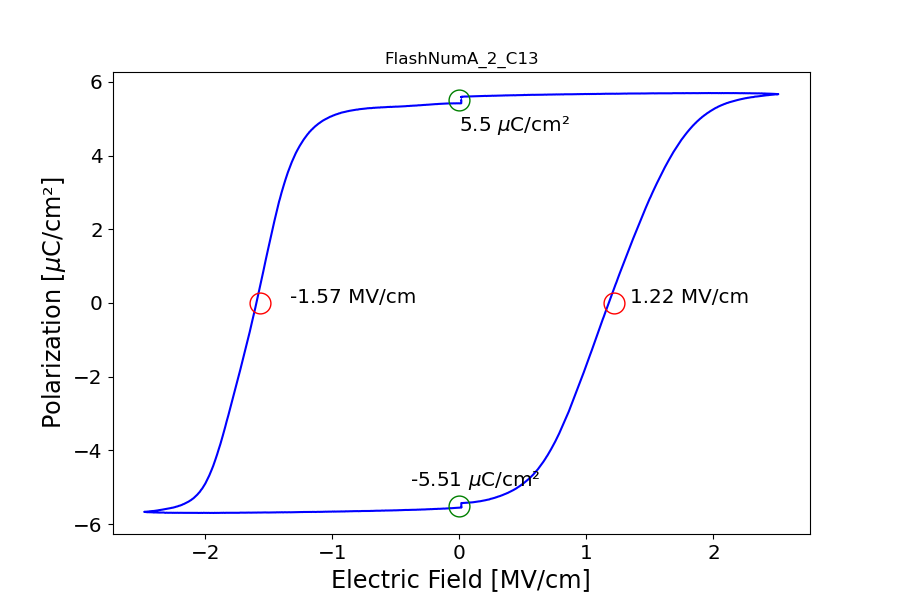 FlashNumA_2_C13
6
5.5 μC/cm²
4
2
-1.57 MV/cm
1.22 MV/cm
0
−2
−4
-5.51 μC/cm²
−6
Polarization [μC/cm²]
−2 −1 0 1 2
Electric Field [MV/cm]